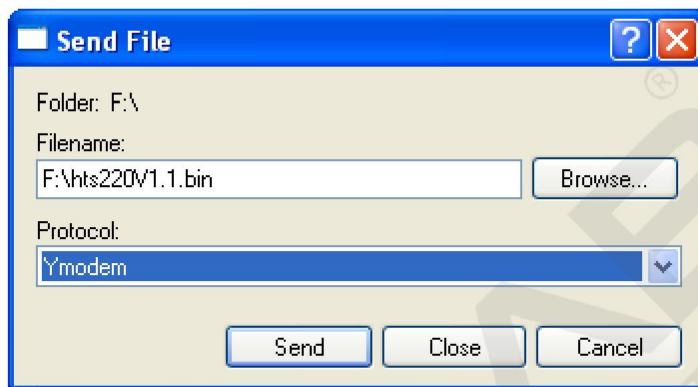 Send File
Folder: F:\
Filename:
F:\hts220V1.1.bin
Browse...
Protocol:
Ymodem
Send Close Cancel